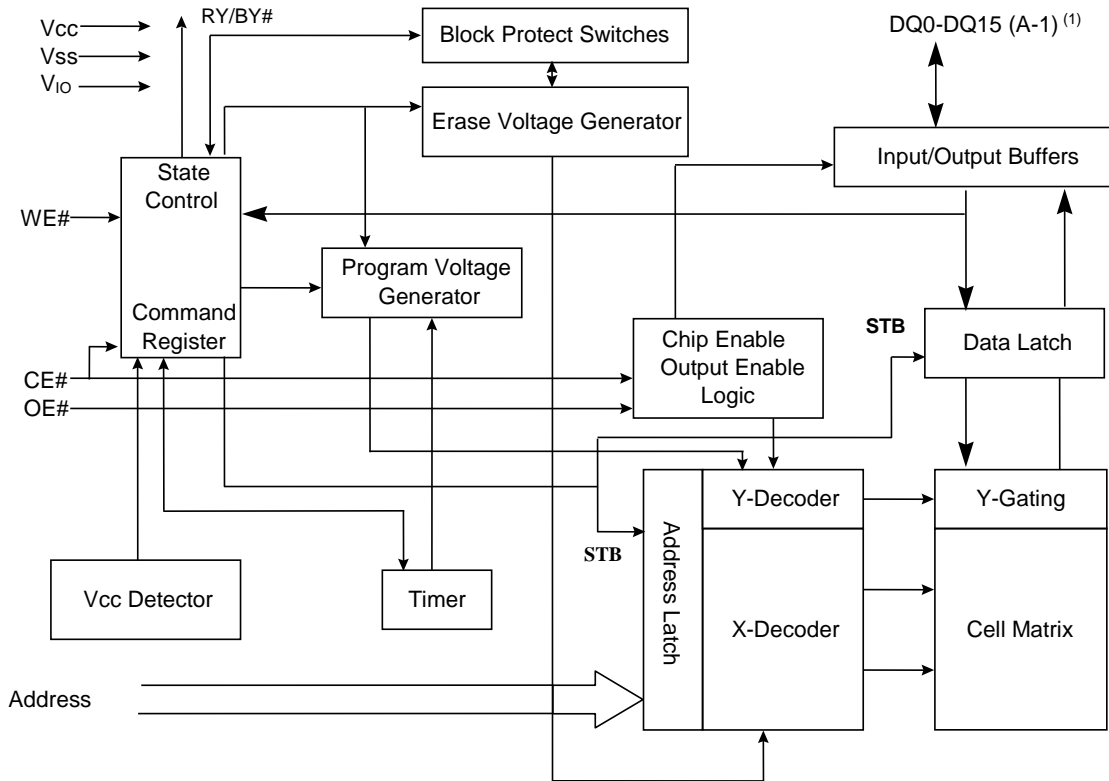 RY/BY#
Vcc
Vss
VIO
Block Protect Switches
DQ0-DQ15 (A-1) (1)
Erase Voltage Generator
Input/Output Buffers
State
Control
WE#
Program Voltage
Generator
Command
Register
STB
Chip Enable
Output Enable
Logic
Data Latch
CE#
OE#
Address Latch
Y-Decoder
Y-Gating
STB
Vcc Detector
Timer
X-Decoder
Cell Matrix
Address